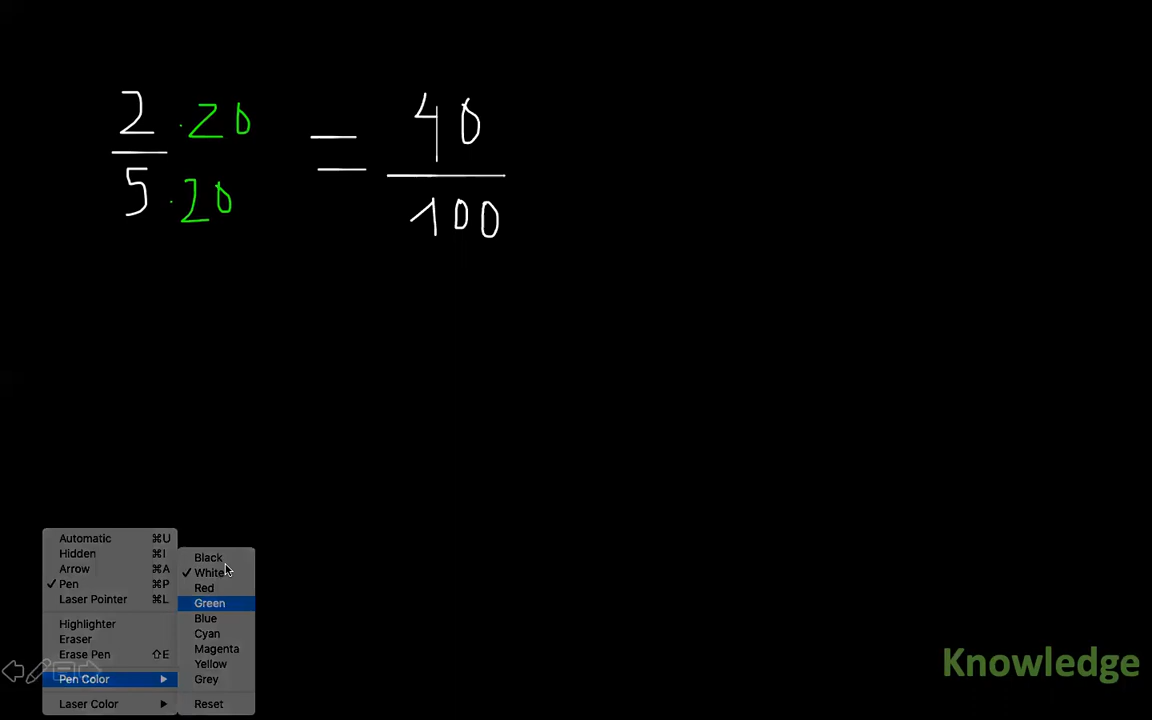 2 · 20 = 40
5 · 20 100
Automatic ⌘U
Hidden ⌘I
Arrow ⌘A
✓ Pen ⌘P
Laser Pointer ⌘L
Highlighter
Eraser
Erase Pen ⇧E
Pen Color ▶
Laser Color ▶
Black
✓ White
Red
Green
Blue
Cyan
Magenta
Yellow
Grey
Reset
Knowledge